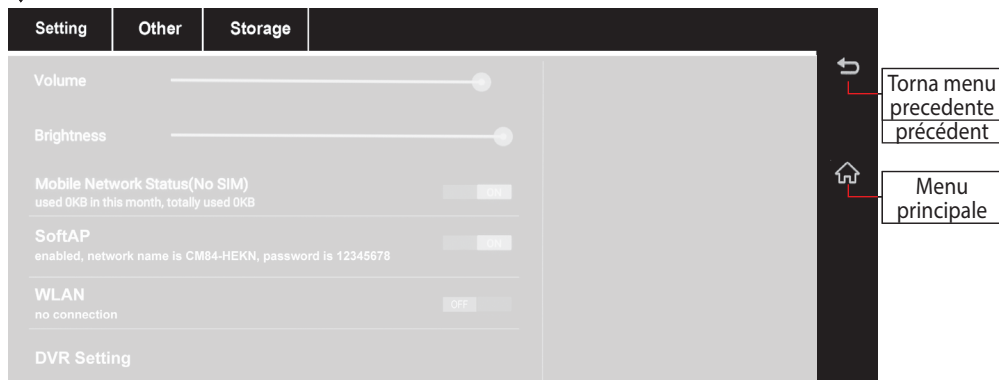 Setting Other Storage
Volume
Brightness
Mobile Network Status(No SIM)
used 0KB in this month, totally used 0KB
ON
SoftAP
enabled, network name is CM84-HEKN, password is 12345678
ON
WLAN
no connection
OFF
DVR Setting
Torna menu
precedente
précédent
Menu
principale